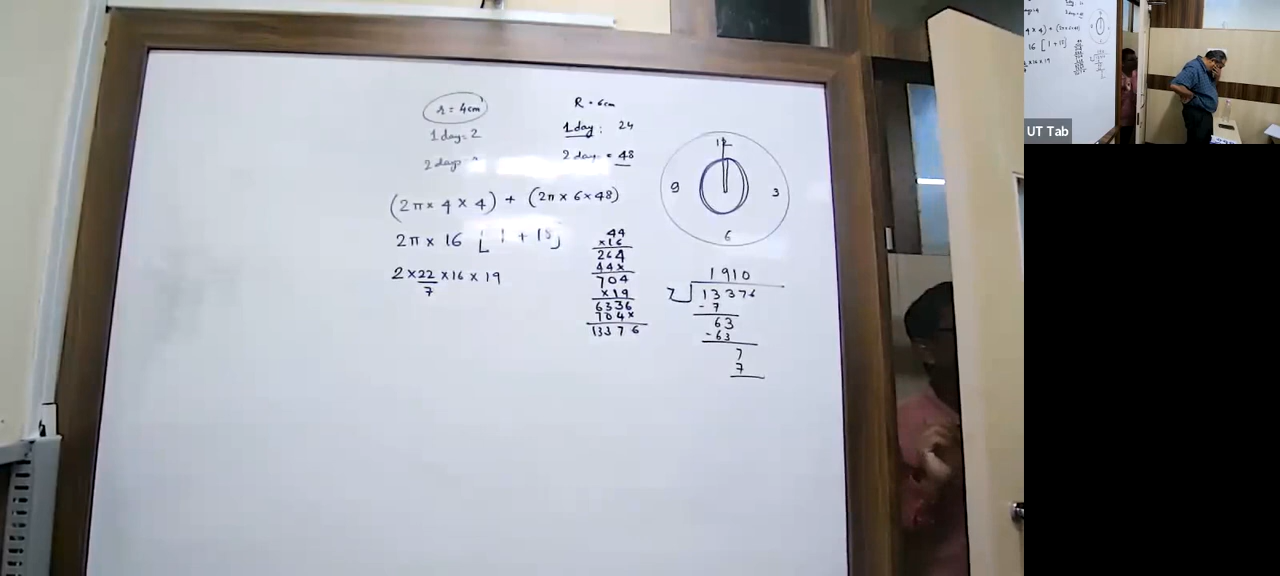 r = 4cm
1 day = 2
2 day
R = 6cm
1 day : 24
2 day = 48
(2π × 4 × 4) + (2π × 6 × 48)
2π × 16 [1 + 18]
2 × 22/7 × 16 × 19
44
×16
264
44×
704
×19
6336
704×
13376
12
9
3
6
1910
7 13376
-7
63
-63
7
7
UT Tab